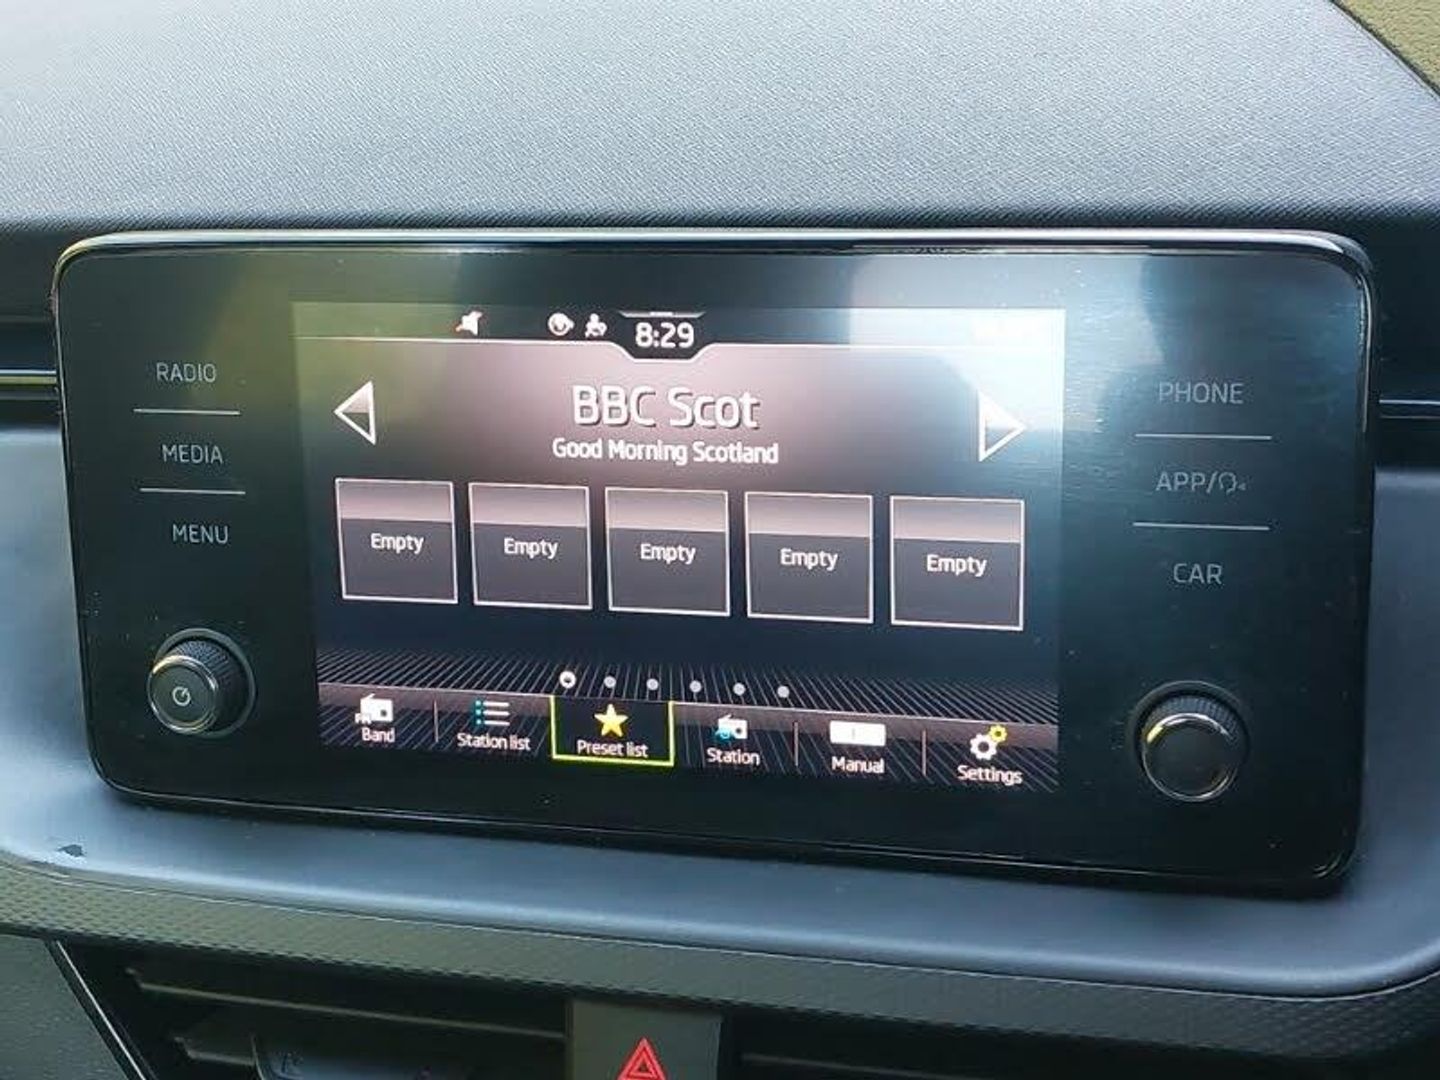 8:29
RADIO
MEDIA
MENU
BBC Scot
Good Morning Scotland
Empty Empty Empty Empty Empty
FM
Band Station list Preset list Station Manual Settings
PHONE
APP/
CAR